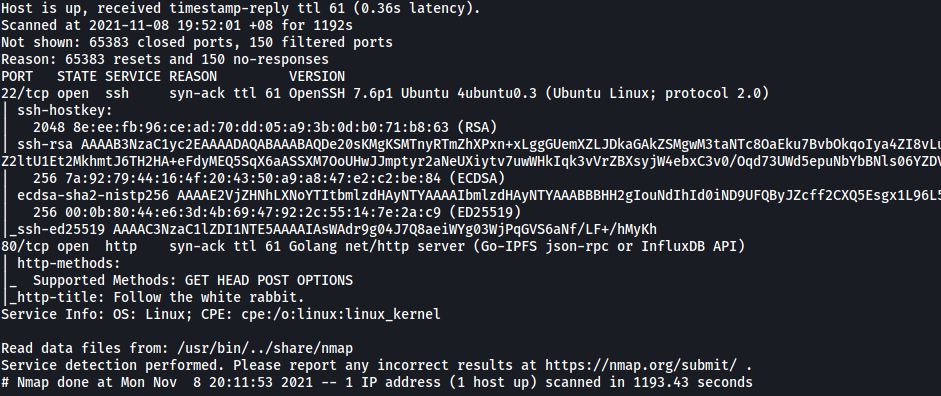 Host is up, received timestamp-reply ttl 61 (0.36s latency).
Scanned at 2021-11-08 19:52:01 +08 for 1192s
Not shown: 65383 closed ports, 150 filtered ports
Reason: 65383 resets and 150 no-responses
PORT   STATE SERVICE REASON         VERSION
22/tcp open  ssh     syn-ack ttl 61 OpenSSH 7.6p1 Ubuntu 4ubuntu0.3 (Ubuntu Linux; protocol 2.0)
| ssh-hostkey:
|   2048 8e:ee:fb:96:ce:ad:70:dd:05:a9:3b:0d:b0:71:b8:63 (RSA)
| ssh-rsa AAAAB3NzaC1yc2EAAAADAQABAAABAQDe20sKMgKSMTnyRTmZhXPxn+xLggGUemXZLJDkaGAkZSMgwM3taNTc8OaEku7BvbOkqoIya4ZI8vLu
Z2ltU1Et2MkhmtJ6TH2HA+eFdyMEQ5SqX6aASSXM7OoUHwJJmptyr2aNeUXiytv7uwWHkIqk3vVrZBXsyjW4ebxC3v0/Oqd73UWd5epuNbYbBNls06YZDV
|   256 7a:92:79:44:16:4f:20:43:50:a9:a8:47:e2:c2:be:84 (ECDSA)
| ecdsa-sha2-nistp256 AAAAE2VjZHNhLXNoYTItbmlzdHAyNTYAAAAIbmlzdHAyNTYAAABBBHH2gIouNdIhId0iND9UFQByJZcff2CXQ5Esgx1L96L5
|   256 00:0b:80:44:e6:3d:4b:69:47:92:2c:55:14:7e:2a:c9 (ED25519)
|_ssh-ed25519 AAAAC3NzaC1lZDI1NTE5AAAAIAsWAdr9g04J7Q8aeiWYg03WjPqGVS6aNf/LF+/hMyKh
80/tcp open  http    syn-ack ttl 61 Golang net/http server (Go-IPFS json-rpc or InfluxDB API)
| http-methods:
|_  Supported Methods: GET HEAD POST OPTIONS
|_http-title: Follow the white rabbit.
Service Info: OS: Linux; CPE: cpe:/o:linux:linux_kernel

Read data files from: /usr/bin/../share/nmap
Service detection performed. Please report any incorrect results at https://nmap.org/submit/ .
# Nmap done at Mon Nov  8 20:11:53 2021 -- 1 IP address (1 host up) scanned in 1193.43 seconds